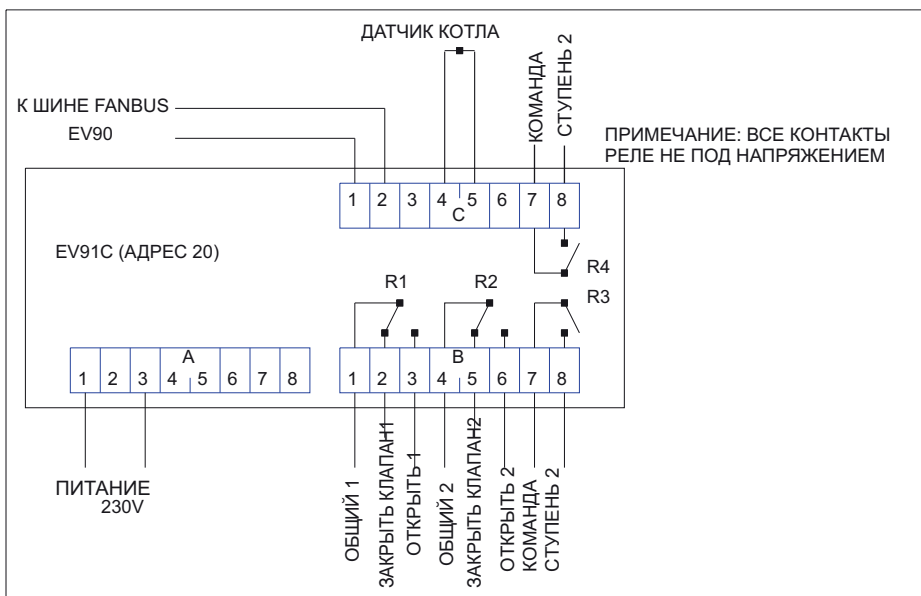 ДАТЧИК КОТЛА
КОМАНДА
СТУПЕНЬ 2
К ШИНЕ FANBUS
EV90
ПРИМЕЧАНИЕ: ВСЕ КОНТАКТЫ
РЕЛЕ НЕ ПОД НАПРЯЖЕНИЕМ
1 2 3 4 5 6 7 8
C
EV91C (АДРЕС 20)
R4
R1 R2 R3
A
1 2 3 4 5 6 7 8
B
1 2 3 4 5 6 7 8
ПИТАНИЕ
230V
ОБЩИЙ 1
ЗАКРЫТЬ КЛАПАН1
ОТКРЫТЬ 1
ОБЩИЙ 2
ЗАКРЫТЬ КЛАПАН2
ОТКРЫТЬ 2
КОМАНДА
СТУПЕНЬ 2